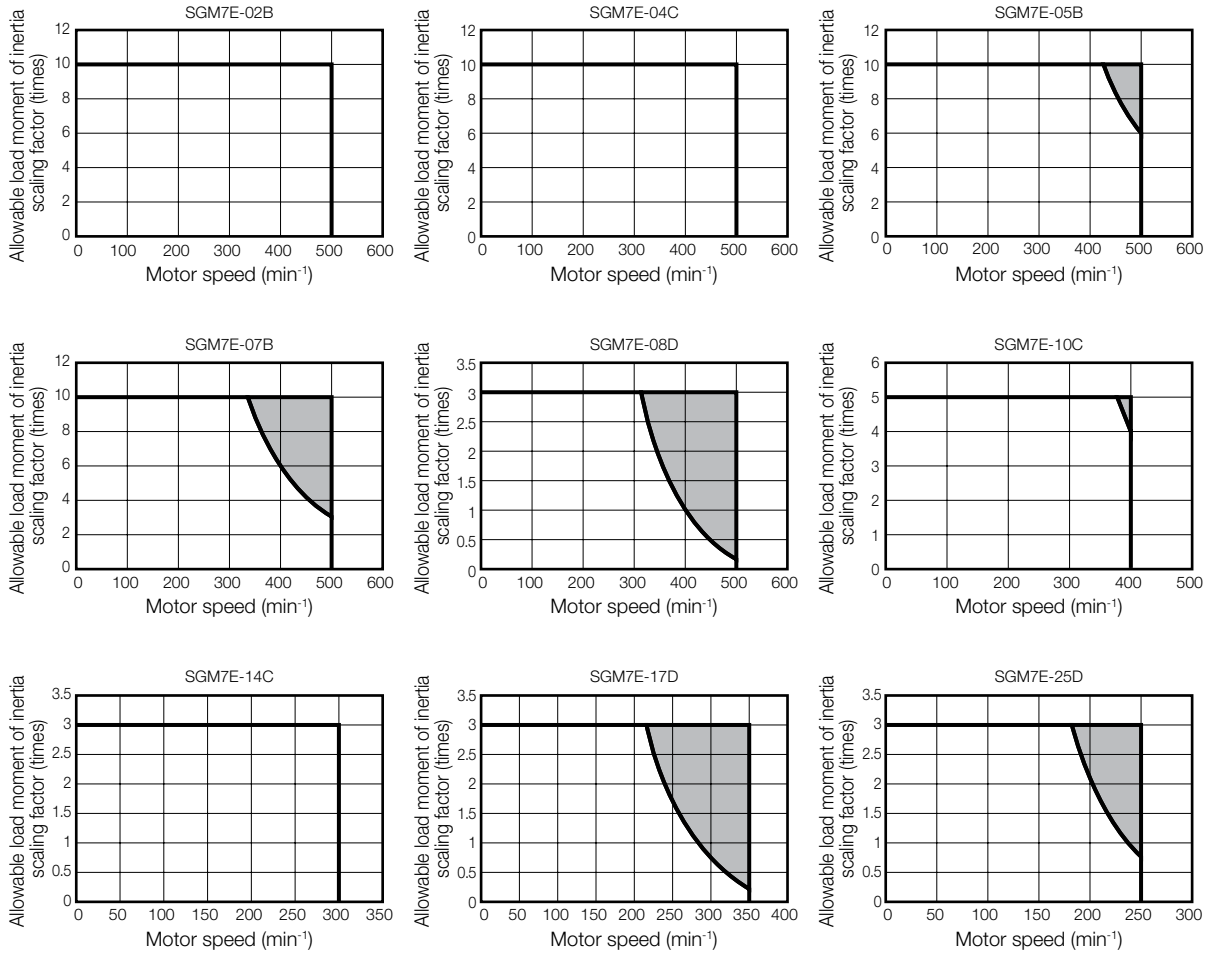 SGM7E-02B
Allowable load moment of inertia
scaling factor (times)
12
10
8
6
4
2
0
0 100 200 300 400 500 600
Motor speed (min-1)
SGM7E-04C
Allowable load moment of inertia
scaling factor (times)
12
10
8
6
4
2
0
0 100 200 300 400 500 600
Motor speed (min-1)
SGM7E-05B
Allowable load moment of inertia
scaling factor (times)
12
10
8
6
4
2
0
0 100 200 300 400 500 600
Motor speed (min-1)
SGM7E-07B
Allowable load moment of inertia
scaling factor (times)
12
10
8
6
4
2
0
0 100 200 300 400 500 600
Motor speed (min-1)
SGM7E-08D
Allowable load moment of inertia
scaling factor (times)
3.5
3
2.5
2
1.5
1
0.5
0
0 100 200 300 400 500 600
Motor speed (min-1)
SGM7E-10C
Allowable load moment of inertia
scaling factor (times)
6
5
4
3
2
1
0
0 100 200 300 400 500
Motor speed (min-1)
SGM7E-14C
Allowable load moment of inertia
scaling factor (times)
3.5
3
2.5
2
1.5
1
0.5
0
0 50 100 150 200 250 300 350
Motor speed (min-1)
SGM7E-17D
Allowable load moment of inertia
scaling factor (times)
3.5
3
2.5
2
1.5
1
0.5
0
0 50 100 150 200 250 300 350 400
Motor speed (min-1)
SGM7E-25D
Allowable load moment of inertia
scaling factor (times)
3.5
3
2.5
2
1.5
1
0.5
0
0 50 100 150 200 250 300
Motor speed (min-1)